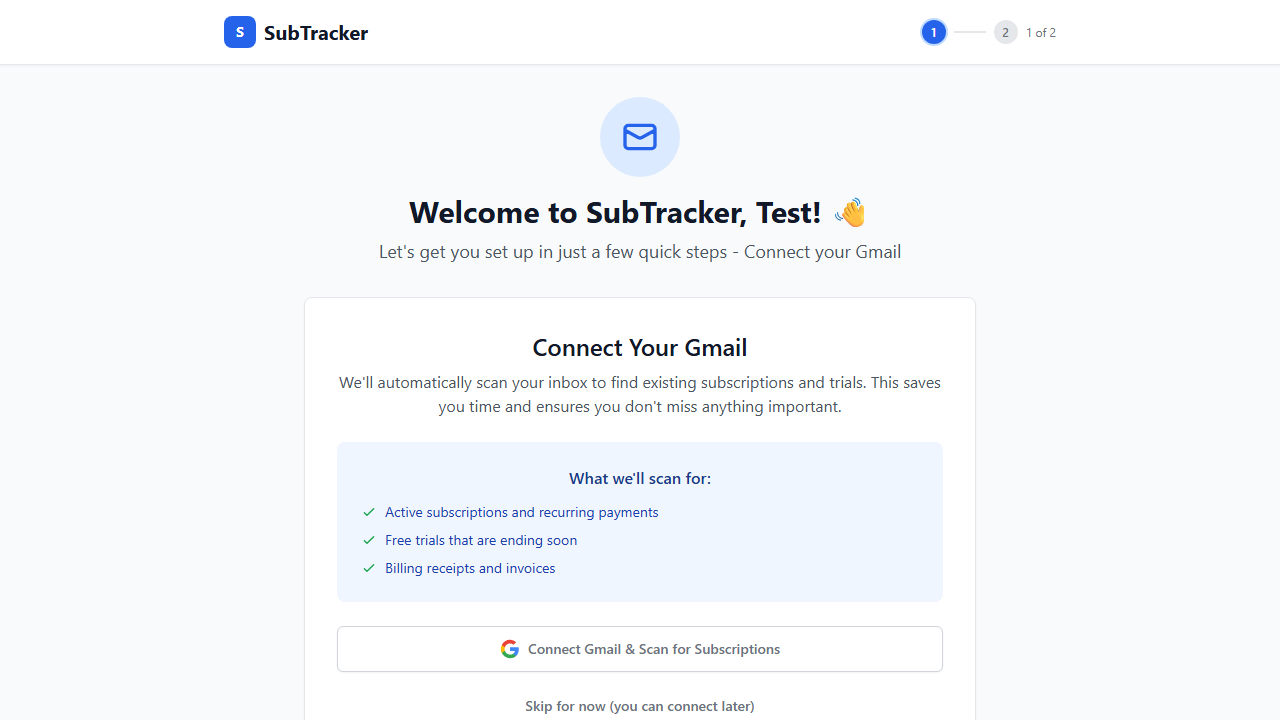 S SubTracker
1 2 1 of 2
Welcome to SubTracker, Test! 👋
Let's get you set up in just a few quick steps - Connect your Gmail
Connect Your Gmail
We'll automatically scan your inbox to find existing subscriptions and trials. This saves
you time and ensures you don't miss anything important.
What we'll scan for:
Active subscriptions and recurring payments
Free trials that are ending soon
Billing receipts and invoices
Connect Gmail & Scan for Subscriptions
Skip for now (you can connect later)